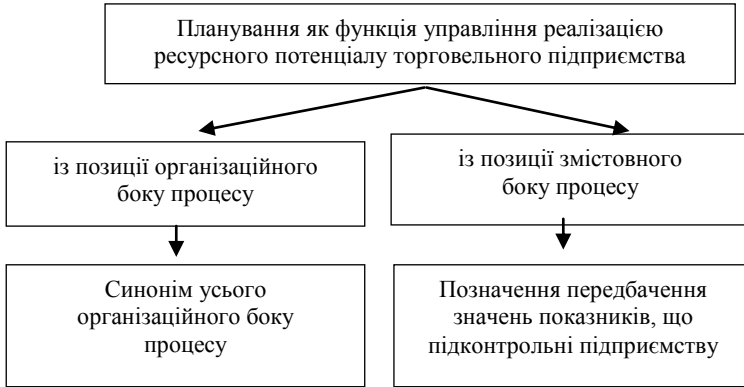 Планування як функція управління реалізацією
ресурсного потенціалу торговельного підприємства
із позиції організаційного
боку процесу
із позиції змістовного
боку процесу
Синонім усього
організаційного боку
процесу
Позначення передбачення
значень показників, що
підконтрольні підприємству